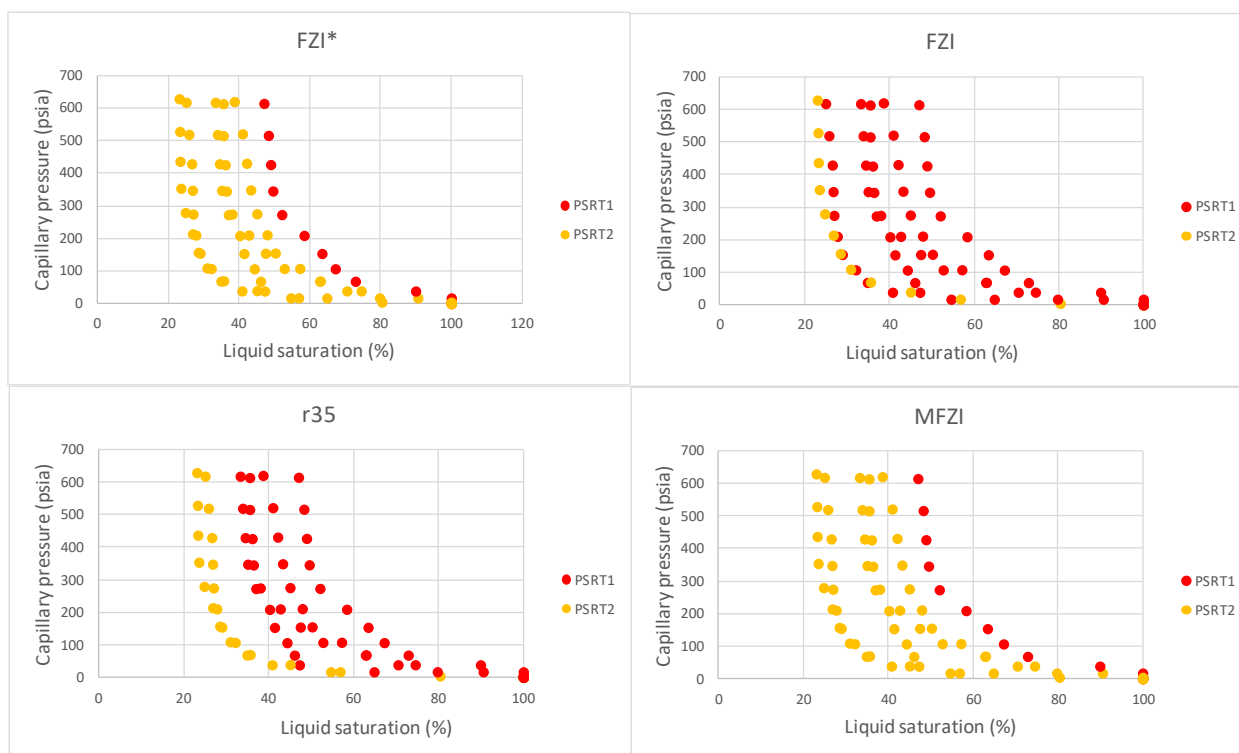 FZI*
Capillary pressure (psia)
700
600
500
400
300
200
100
0
0 20 40 60 80 100 120
Liquid saturation (%)
PSRT1
PSRT2
FZI
Capillary pressure (psia)
700
600
500
400
300
200
100
0
0 20 40 60 80 100
Liquid saturation (%)
PSRT1
PSRT2
r35
Capillary pressure (psia)
700
600
500
400
300
200
100
0
0 20 40 60 80 100
Liquid saturation (%)
PSRT1
PSRT2
MFZI
Capillary pressure (psia)
700
600
500
400
300
200
100
0
0 20 40 60 80 100
Liquid saturation (%)
PSRT1
PSRT2